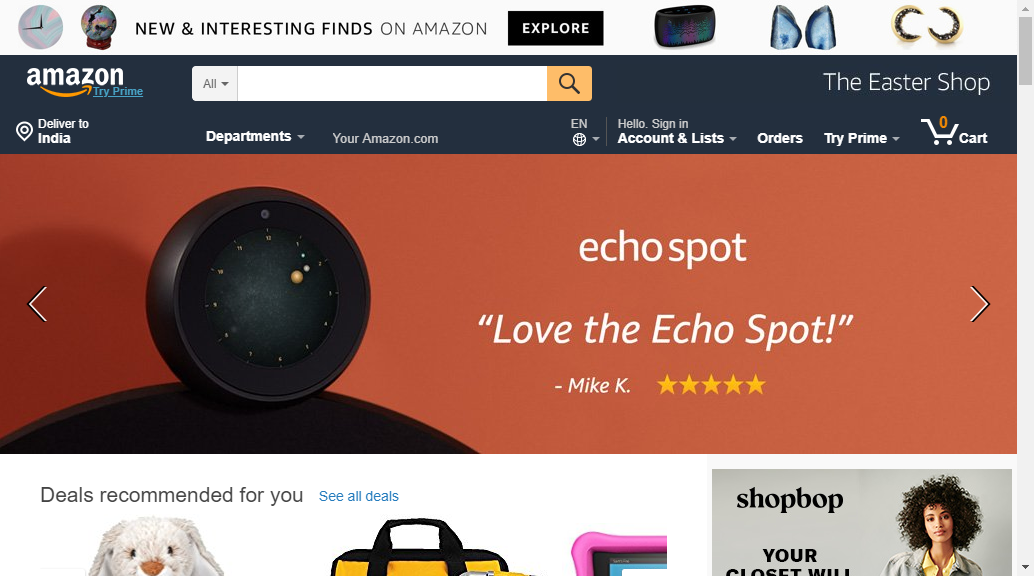 NEW & INTERESTING FINDS ON AMAZON EXPLORE
amazon
Try Prime
All
The Easter Shop
Deliver to
India
Departments
Your Amazon.com
EN
Hello. Sign in
Account & Lists
Orders
Try Prime
0
Cart
echo spot
“Love the Echo Spot!”
- Mike K.
Deals recommended for you See all deals
shopbop
YOUR
CLOSET WILL